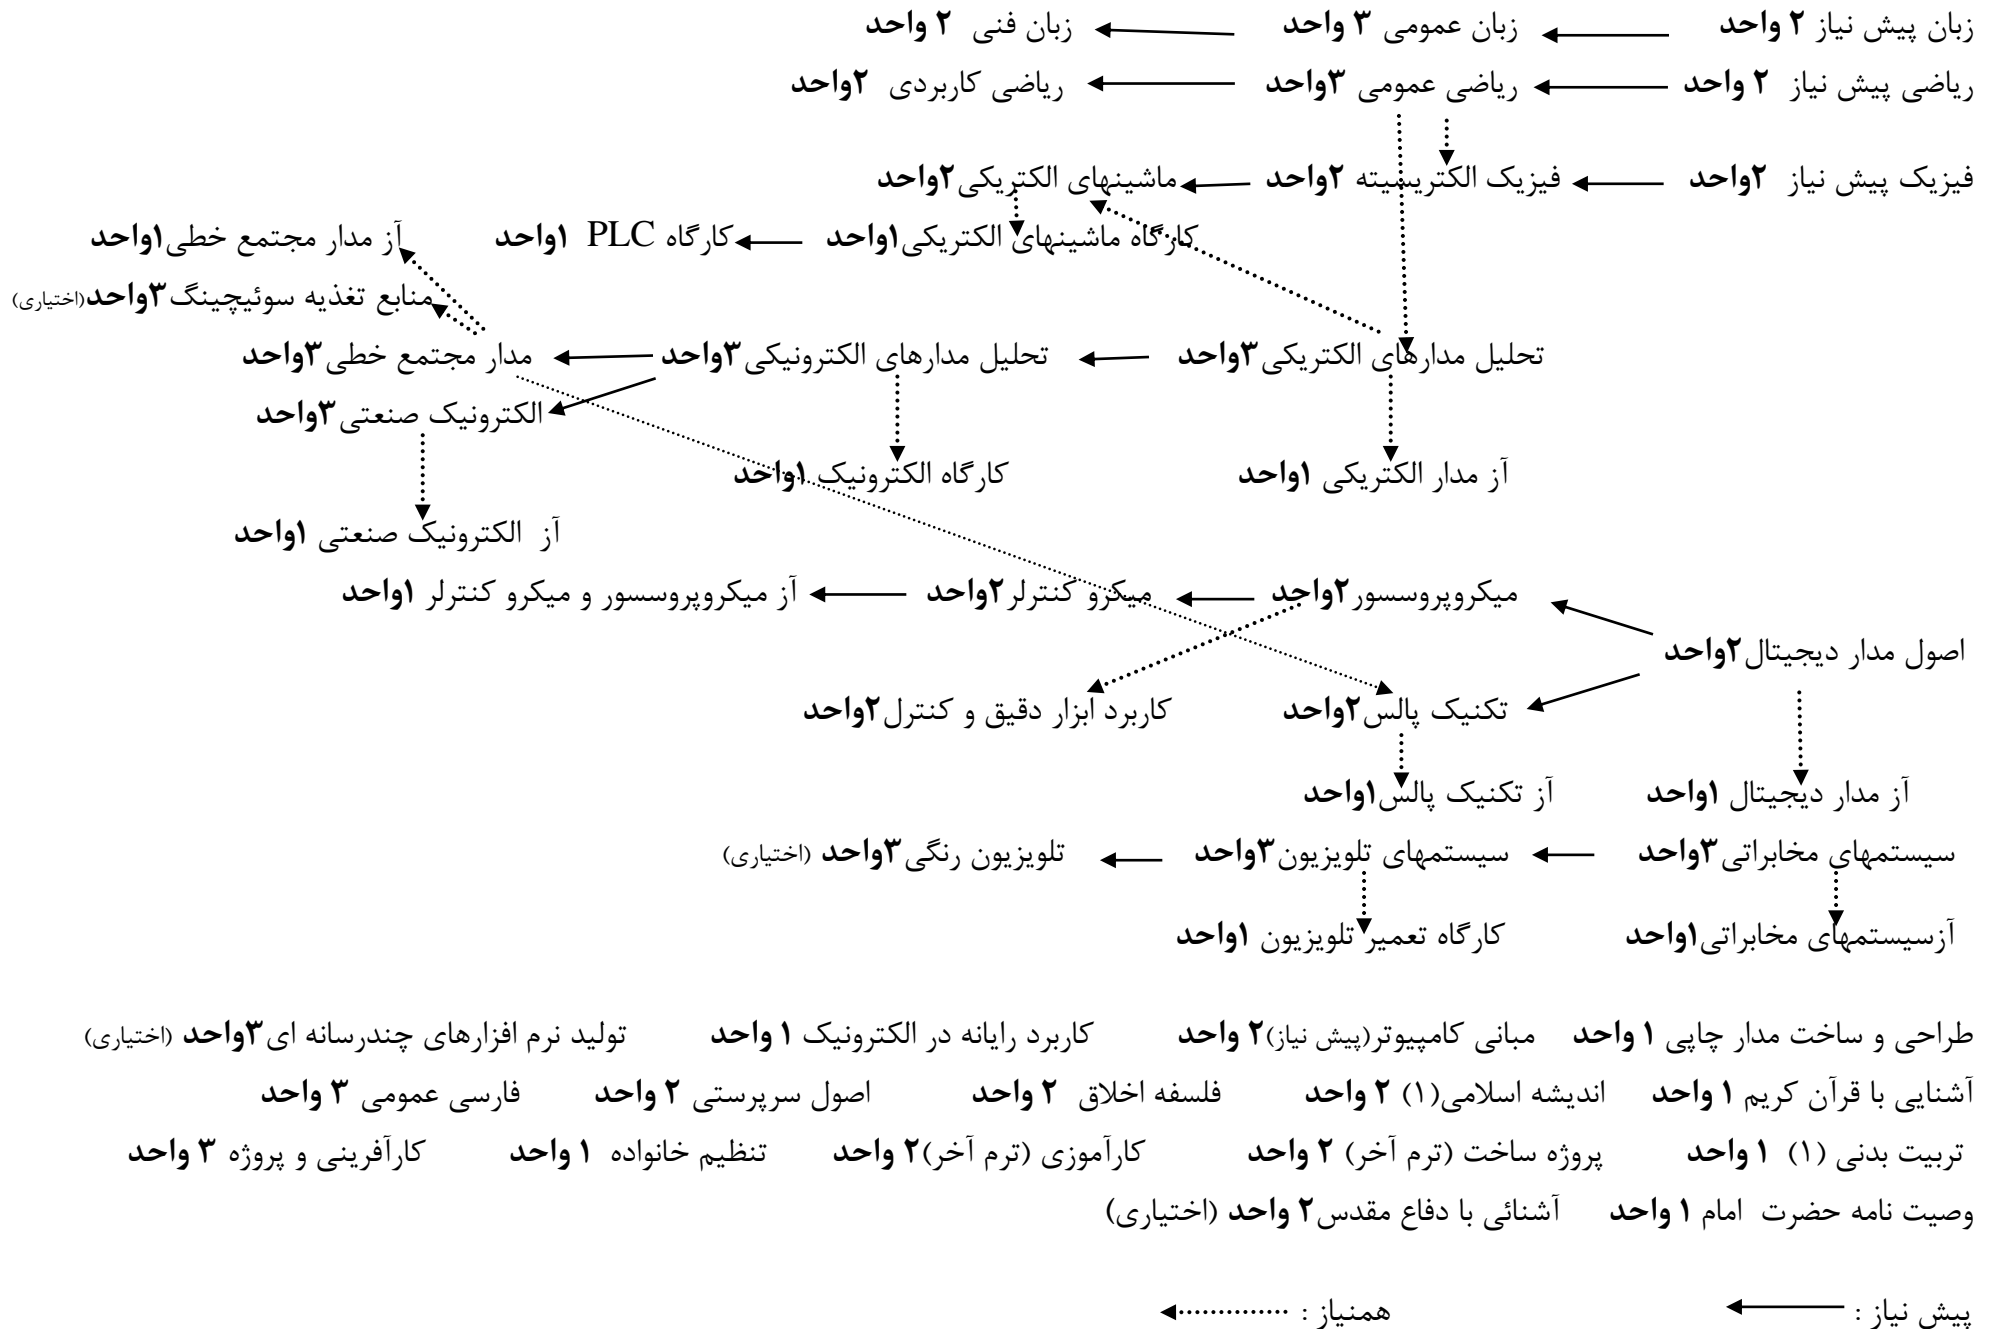 زبان پیش نیاز ۲ واحد زبان عمومی ۳ واحد زبان فنی ۲ واحد
ریاضی پیش نیاز ۲ واحد ریاضی عمومی ۳واحد ریاضی کاربردی ۲واحد
فیزیک پیش نیاز ۲واحد فیزیک الکتریسیته ۲واحد ماشینهای الکتریکی۲واحد
کارگاه ماشینهای الکتریکی۱واحد کارگاه PLC ۱واحد آز مدار مجتمع خطی۱واحد
منابع تغذیه سوئیچینگ۳واحد(اختیاری)
تحلیل مدارهای الکتریکی۳واحد تحلیل مدارهای الکترونیکی۳واحد مدار مجتمع خطی۳واحد
الکترونیک صنعتی۳واحد
آز مدار الکتریکی ۱واحد کارگاه الکترونیک ۱واحد
آز الکترونیک صنعتی ۱واحد
میکروپروسسور۲واحد میکرو کنترلر۲واحد آز میکروپروسسور و میکرو کنترلر ۱واحد
اصول مدار دیجیتال۲واحد
تکنیک پالس۲واحد کاربرد ابزار دقیق و کنترل۲واحد
آز مدار دیجیتال ۱واحد آز تکنیک پالس۱واحد
سیستمهای مخابراتی۳واحد سیستمهای تلویزیون۳واحد تلویزیون رنگی۳واحد (اختیاری)
آزسیستمهای مخابراتی۱واحد کارگاه تعمیر تلویزیون ۱واحد
طراحی و ساخت مدار چاپی ۱ واحد مبانی کامپیوتر(پیش نیاز)۲ واحد کاربرد رایانه در الکترونیک ۱ واحد تولید نرم افزارهای چندرسانه ای۳واحد (اختیاری)
آشنایی با قرآن کریم ۱ واحد اندیشه اسلامی(۱) ۲ واحد فلسفه اخلاق ۲ واحد اصول سرپرستی ۲ واحد فارسی عمومی ۳ واحد
تربیت بدنی (۱) ۱ واحد پروژه ساخت (ترم آخر) ۲ واحد کارآموزی (ترم آخر)۲ واحد تنظیم خانواده ۱ واحد کارآفرینی و پروژه ۳ واحد
وصیت نامه حضرت امام ۱ واحد آشنائی با دفاع مقدس۲ واحد (اختیاری)
پیش نیاز : همنیاز :